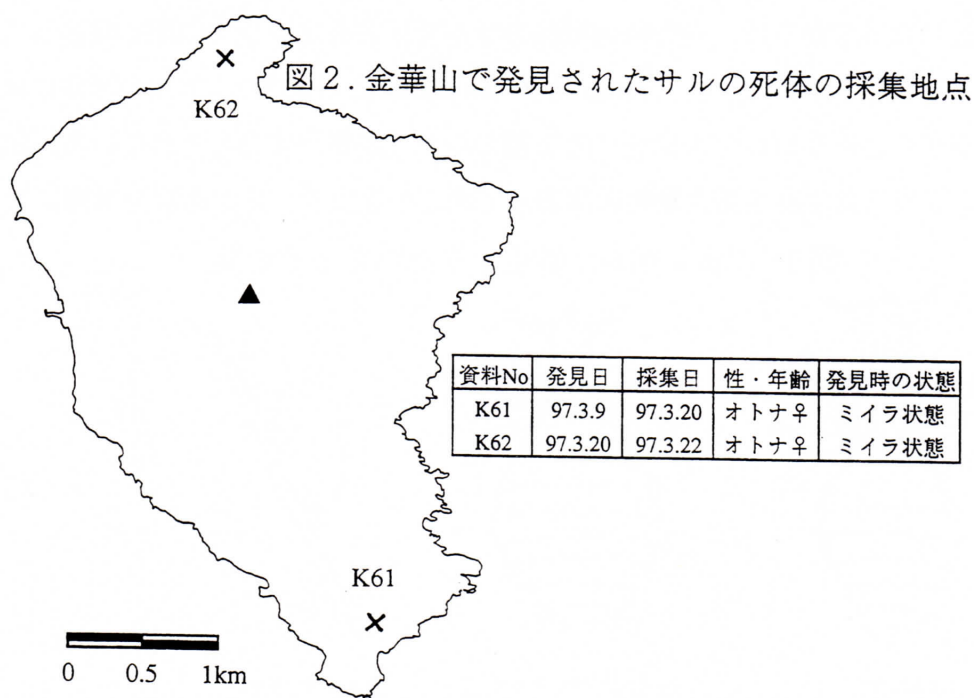 図2.金華山で発見されたサルの死体の採集地点
K62
資料No 発見日 採集日 性・年齢 発見時の状態
K61 97.3.9 97.3.20 オトナ♀ ミイラ状態
K62 97.3.20 97.3.22 オトナ♀ ミイラ状態
K61
0 0.5 1km